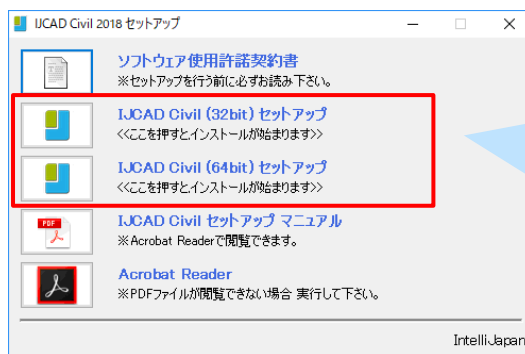 IJCAD Civil 2018 セットアップ
ソフトウェア使用許諾契約書
※セットアップを行う前に必ずお読み下さい。
IJCAD Civil (32bit) セットアップ
<<ここを押すとインストールが始まります>>
IJCAD Civil (64bit) セットアップ
<<ここを押すとインストールが始まります>>
PDF
IJCAD Civil セットアップ マニュアル
※Acrobat Readerで閲覧できます。
Acrobat Reader
※PDFファイルが閲覧できない場合 実行して下さい。
IntelliJapan